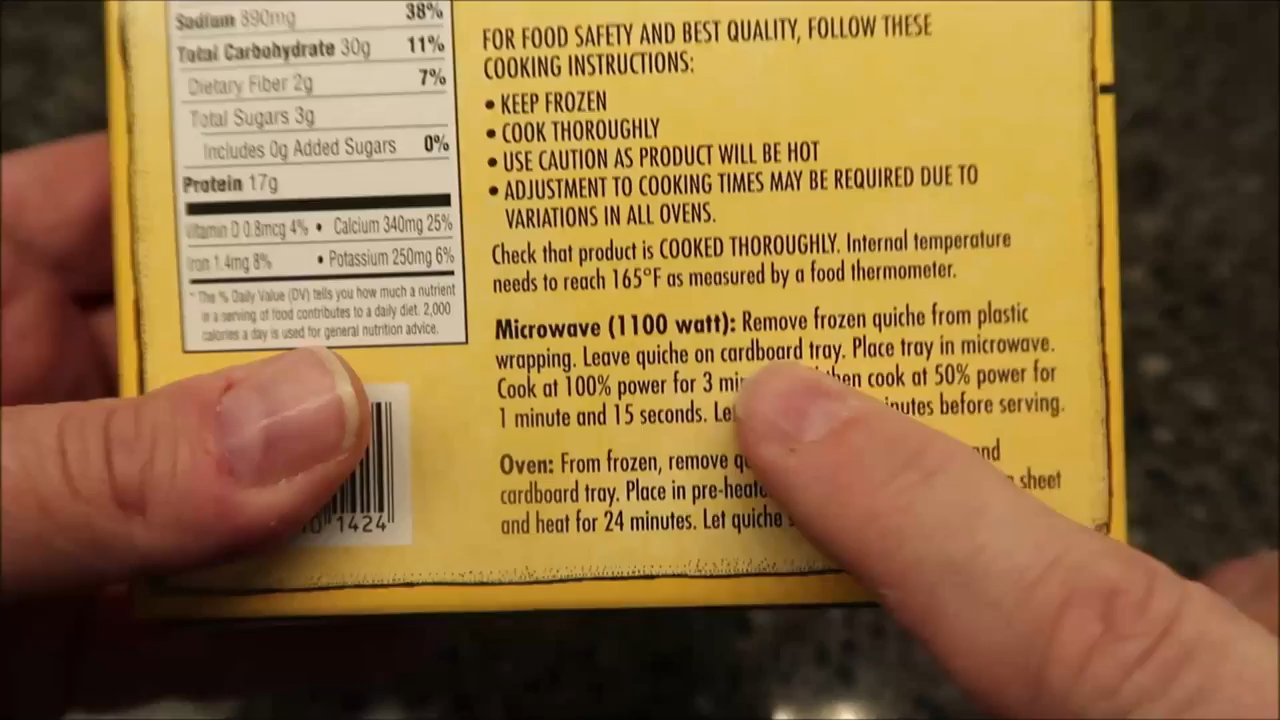 Sodium 890mg 38%
Total Carbohydrate 30g 11%
Dietary Fiber 2g 7%
Total Sugars 3g
Includes 0g Added Sugars 0%
Protein 17g
Vitamin D 0.8mcg 4% • Calcium 340mg 25%
Iron 1.4mg 8% • Potassium 250mg 6%
* The % Daily Value (DV) tells you how much a nutrient
in a serving of food contributes to a daily diet. 2,000
calories a day is used for general nutrition advice.
1424
FOR FOOD SAFETY AND BEST QUALITY, FOLLOW THESE
COOKING INSTRUCTIONS:
• KEEP FROZEN
• COOK THOROUGHLY
• USE CAUTION AS PRODUCT WILL BE HOT
• ADJUSTMENT TO COOKING TIMES MAY BE REQUIRED DUE TO
VARIATIONS IN ALL OVENS.
Check that product is COOKED THOROUGHLY. Internal temperature
needs to reach 165°F as measured by a food thermometer.
Microwave (1100 watt): Remove frozen quiche from plastic
wrapping. Leave quiche on cardboard tray. Place tray in microwave.
Cook at 100% power for 3 then cook at 50% power for
1 minute and 15 seconds. before serving.
Oven: From frozen, remove
cardboard tray. Place in sheet
and heat for 24 minutes. Let quiche